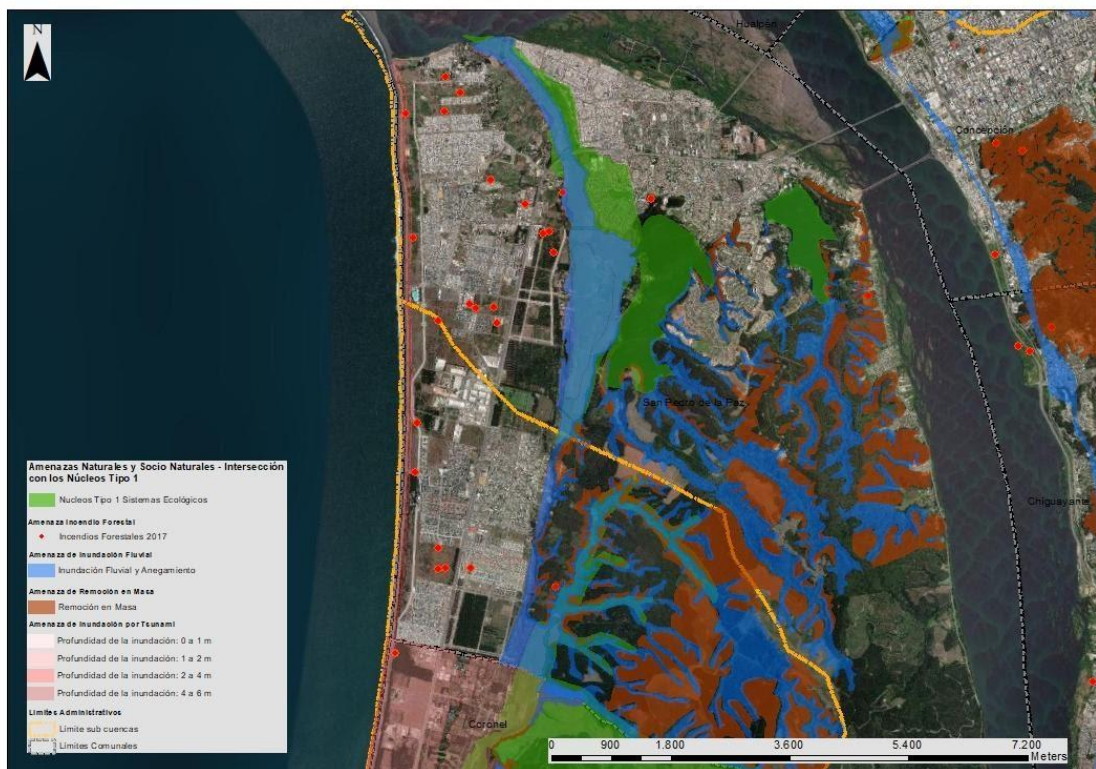 N
Hualpén
Concepción
San Pedro de la Paz
Chiguayante
Coronel
Amenazas Naturales y Socio Naturales - Intersección
con los Núcleos Tipo 1
Nucleos Tipo 1 Sistemas Ecológicos
Amenaza Incendio Forestal
Incendios Forestales 2017
Amenaza de Inundación Fluvial
Inundación Fluvial y Anegamiento
Amenaza de Remoción en Masa
Remoción en Masa
Amenaza de Inundación por Tsunami
Profundidad de la inundación: 0 a 1 m
Profundidad de la inundación: 1 a 2 m
Profundidad de la inundación: 2 a 4 m
Profundidad de la inundación: 4 a 6 m
Limites Administrativos
Limite sub cuencas
Limites Comunales
0 900 1.800 3.600 5.400 7.200
Meters